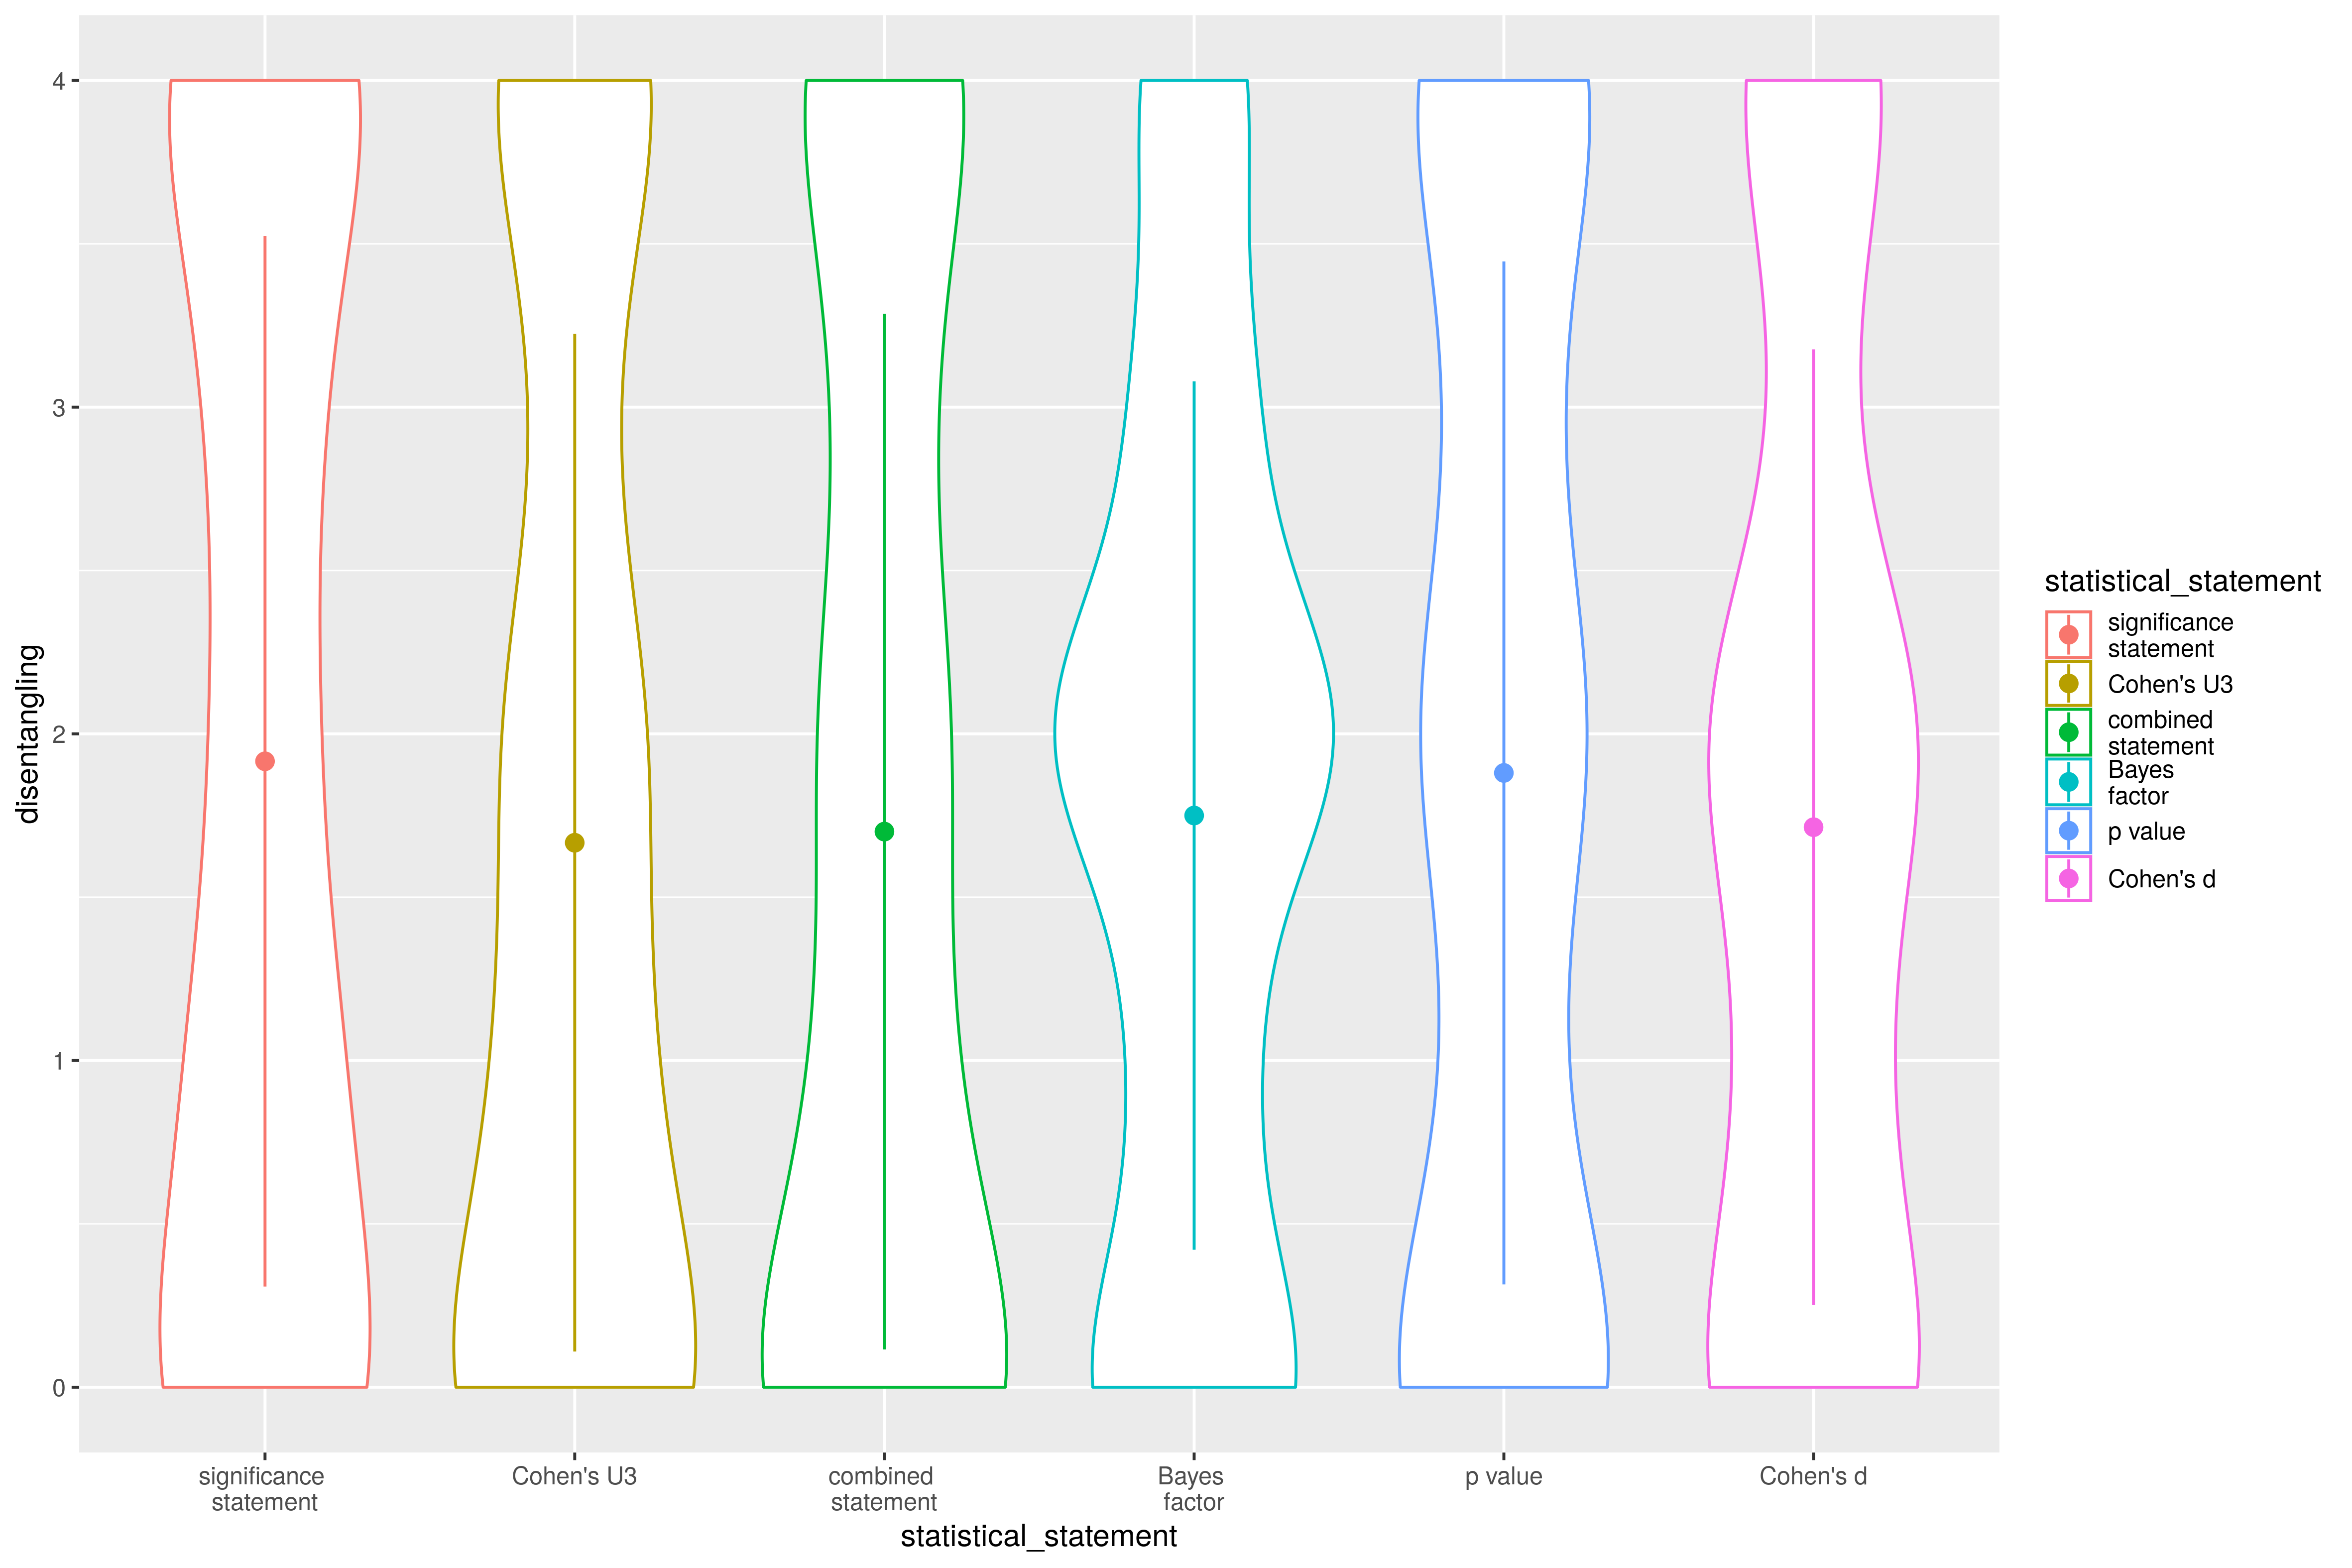 4
3
2
1
0
disentangling
significance
statement
Cohen's U3
combined
statement
Bayes
factor
p value
Cohen's d
statistical_statement
statistical_statement
significance
statement
Cohen's U3
combined
statement
Bayes
factor
p value
Cohen's d